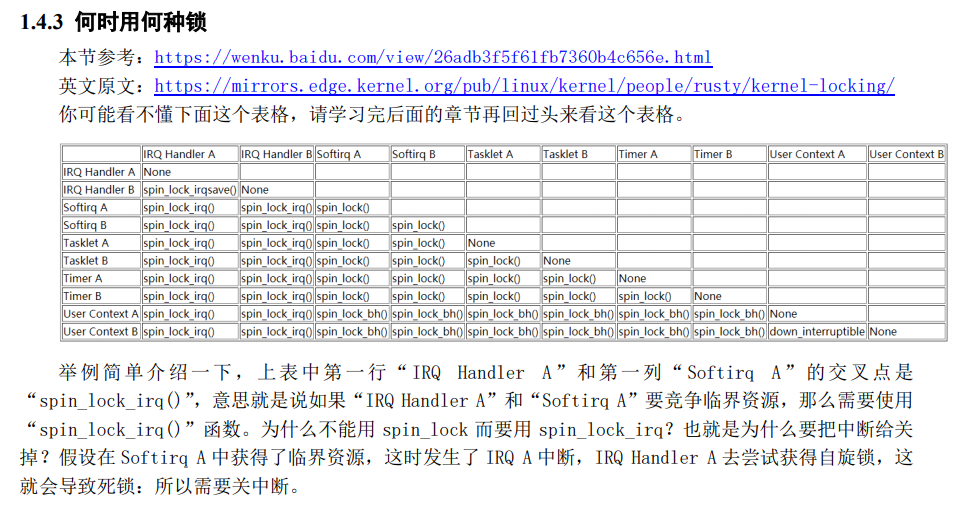 1.4.3 何时用何种锁
本节参考：https://wenku.baidu.com/view/26adb3f5f61fb7360b4c656e.html
英文原文：https://mirrors.edge.kernel.org/pub/linux/kernel/people/rusty/kernel-locking/
你可能看不懂下面这个表格，请学习完后面的章节再回过头来看这个表格。
IRQ Handler A IRQ Handler B Softirq A Softirq B Tasklet A Tasklet B Timer A Timer B User Context A User Context B
IRQ Handler A None
IRQ Handler B spin_lock_irqsave() None
Softirq A spin_lock_irq() spin_lock_irq() spin_lock()
Softirq B spin_lock_irq() spin_lock_irq() spin_lock() spin_lock()
Tasklet A spin_lock_irq() spin_lock_irq() spin_lock() spin_lock() None
Tasklet B spin_lock_irq() spin_lock_irq() spin_lock() spin_lock() spin_lock() None
Timer A spin_lock_irq() spin_lock_irq() spin_lock() spin_lock() spin_lock() spin_lock() None
Timer B spin_lock_irq() spin_lock_irq() spin_lock() spin_lock() spin_lock() spin_lock() spin_lock() None
User Context A spin_lock_irq() spin_lock_irq() spin_lock_bh() spin_lock_bh() spin_lock_bh() spin_lock_bh() spin_lock_bh() spin_lock_bh() None
User Context B spin_lock_irq() spin_lock_irq() spin_lock_bh() spin_lock_bh() spin_lock_bh() spin_lock_bh() spin_lock_bh() spin_lock_bh() down_interruptible None
举例简单介绍一下，上表中第一行“IRQ Handler A”和第一列“Softirq A”的交叉点是
“spin_lock_irq()”，意思就是说如果“IRQ Handler A”和“Softirq A”要竞争临界资源，那么需要使用
“spin_lock_irq()”函数。为什么不能用 spin_lock 而要用 spin_lock_irq？也就是为什么要把中断给关
掉？假设在 Softirq A 中获得了临界资源，这时发生了 IRQ A 中断，IRQ Handler A 去尝试获得自旋锁，这
就会导致死锁：所以需要关中断。